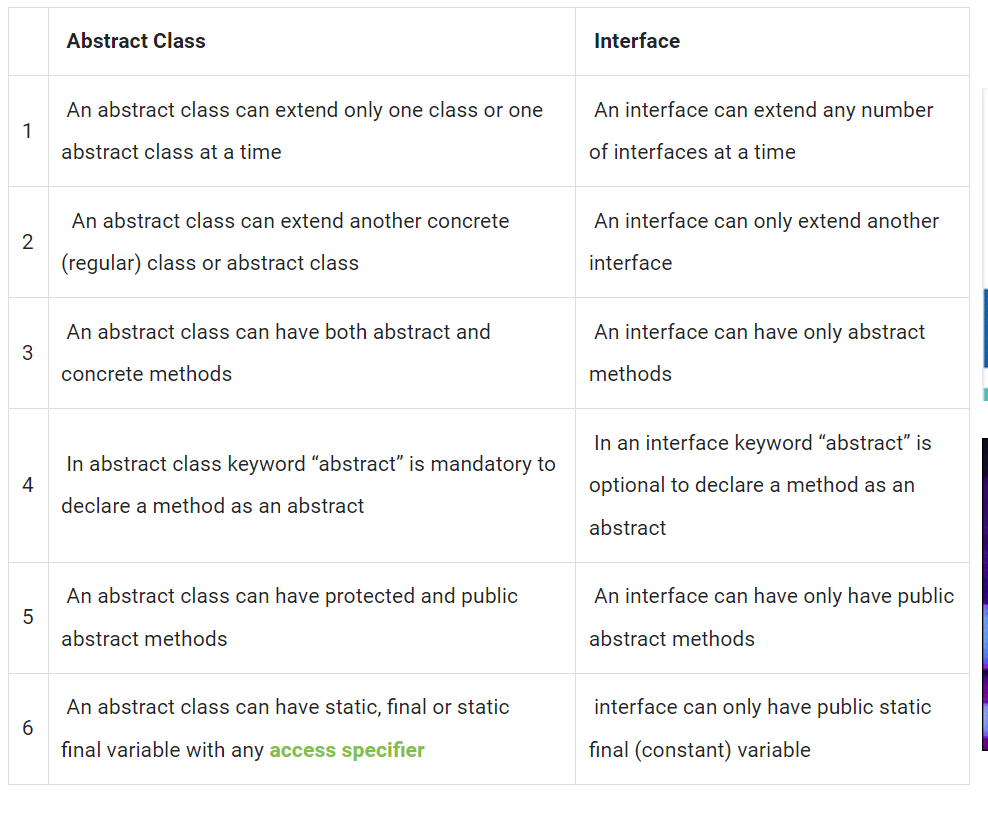 Abstract Class
Interface
1
An abstract class can extend only one class or one
abstract class at a time
An interface can extend any number
of interfaces at a time
2
An abstract class can extend another concrete
(regular) class or abstract class
An interface can only extend another
interface
3
An abstract class can have both abstract and
concrete methods
An interface can have only abstract
methods
4
In abstract class keyword “abstract” is mandatory to
declare a method as an abstract
In an interface keyword “abstract” is
optional to declare a method as an
abstract
5
An abstract class can have protected and public
abstract methods
An interface can have only have public
abstract methods
6
An abstract class can have static, final or static
final variable with any access specifier
interface can only have public static
final (constant) variable